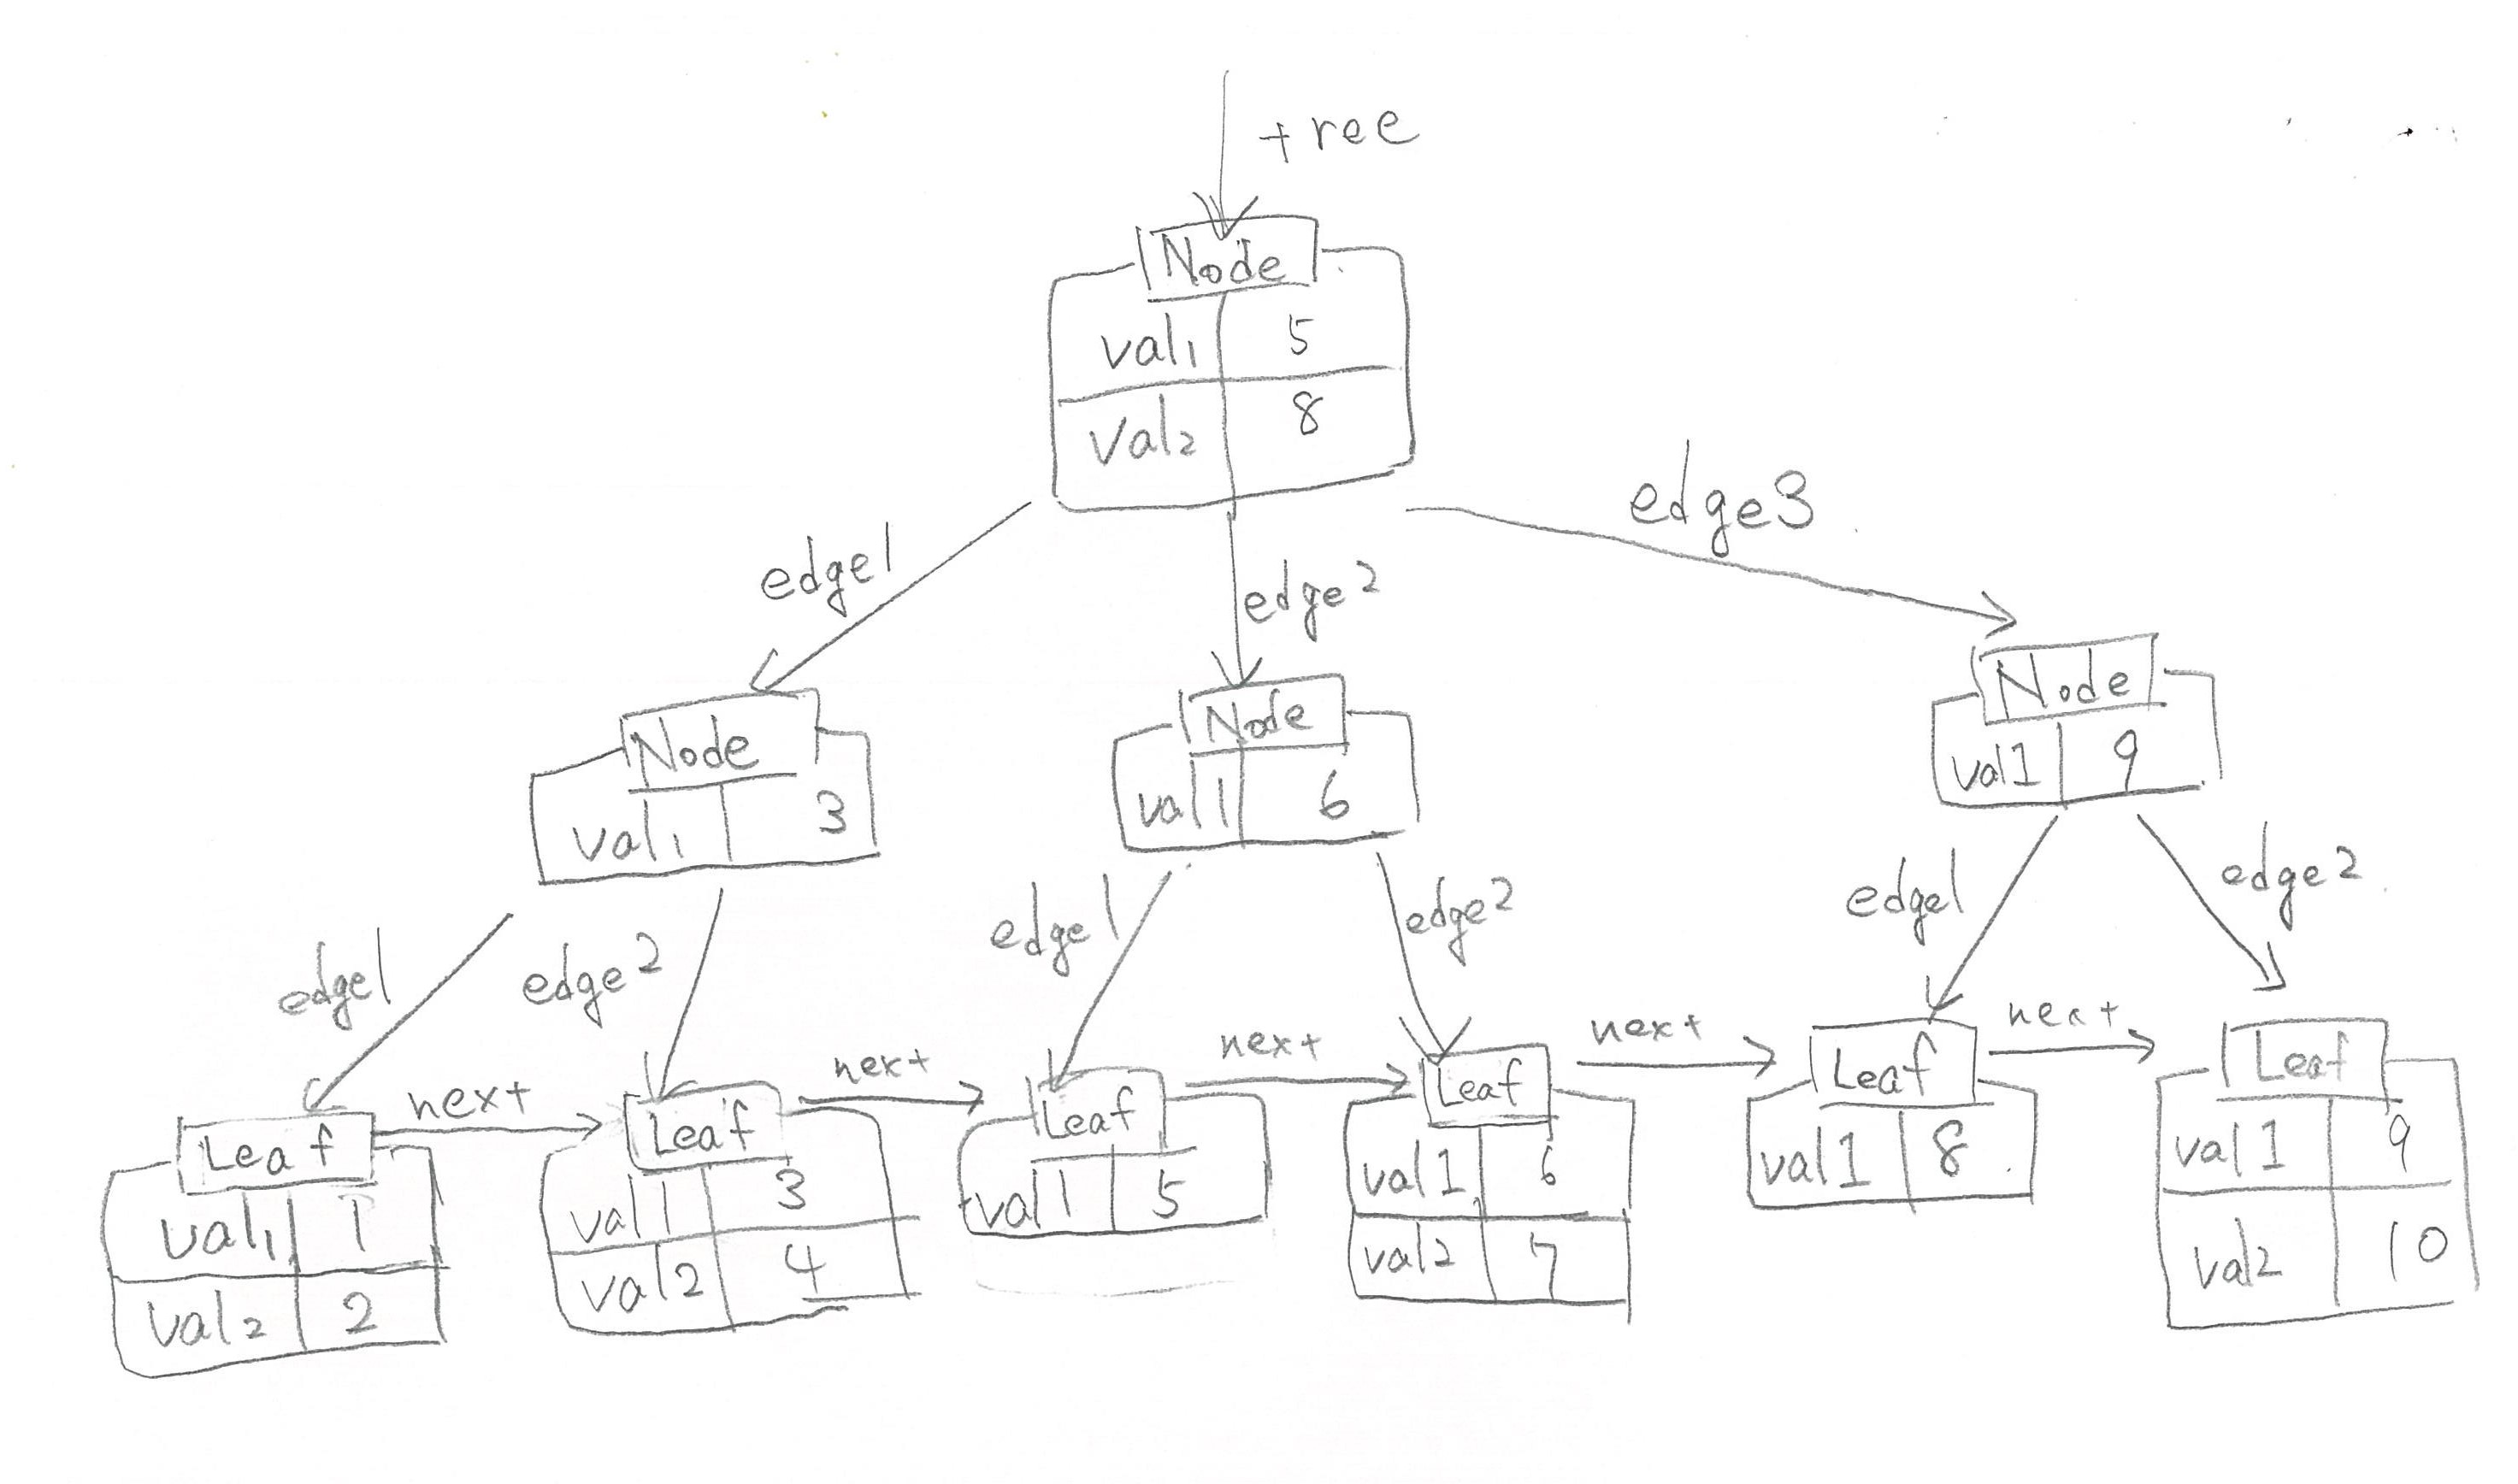 tree
Node
val1 5
val2 8
edge1
edge2
edge3
Node
val1 3
Node
val1 6
Node
val1 9
edge1
edge2
edge1
edge2
edge1
edge2
next
next
next
next
next
Leaf
val1 1
val2 2
Leaf
val1 3
val2 4
Leaf
val1 5
Leaf
val1 6
val2 7
Leaf
val1 8
Leaf
val1 9
val2 10